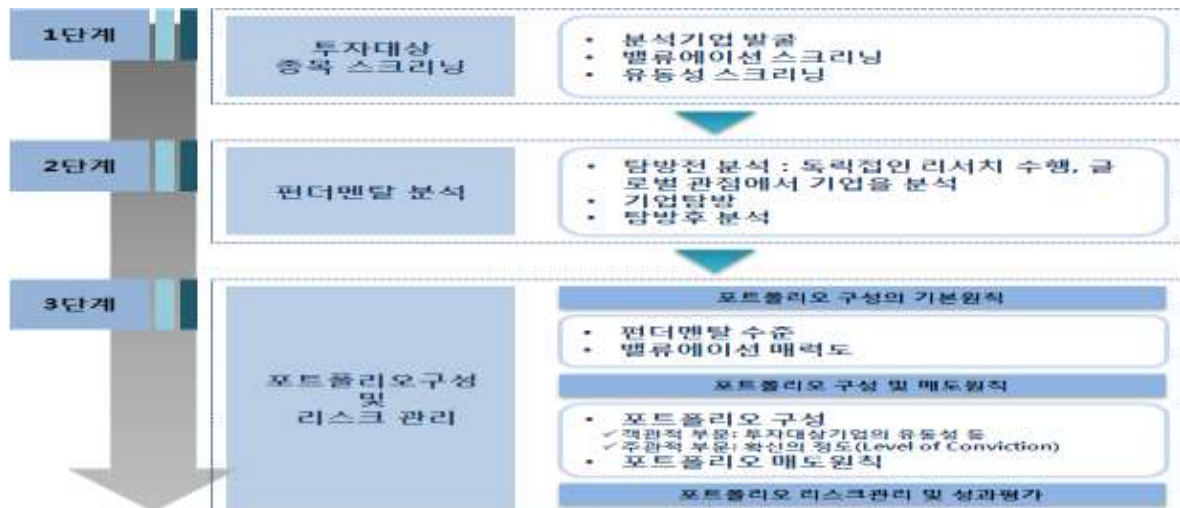 1단계
투자대상
종목 스크리닝
• 분석기업 발굴
• 밸류에이션 스크리닝
• 유동성 스크리닝
2단계
펀더멘탈 분석
• 탐방전 분석 : 독립적인 리서치 수행, 글
로벌 관점에서 기업을 분석
• 기업탐방
• 탐방후 분석
3단계
포트폴리오구성
및
리스크 관리
포트폴리오 구성의 기본원칙
• 펀더멘탈 수준
• 밸류에이션 매력도
포트폴리오 구성 및 매도원칙
• 포트폴리오 구성
✓객관적 부문: 투자대상기업의 유동성 등
✓주관적 부문: 확신의 정도(Level of Conviction)
• 포트폴리오 매도원칙
포트폴리오 리스크관리 및 성과평가